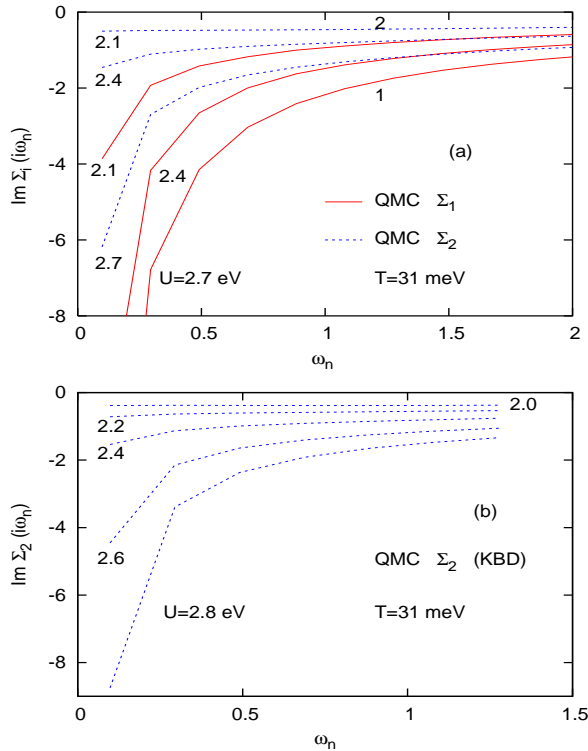 0
-2
-4
-6
-8
Im Σi (iωn)
2
2.1
2.4
1
2.1
2.4
(a)
QMC Σ1
QMC Σ2
2.7
U=2.7 eV
T=31 meV
0
0.5
1
1.5
2
ωn
0
-2
-4
-6
-8
Im Σ2 (iωn)
2.0
2.2
2.4
(b)
2.6
QMC Σ2 (KBD)
U=2.8 eV
T=31 meV
0
0.5
1
1.5
ωn